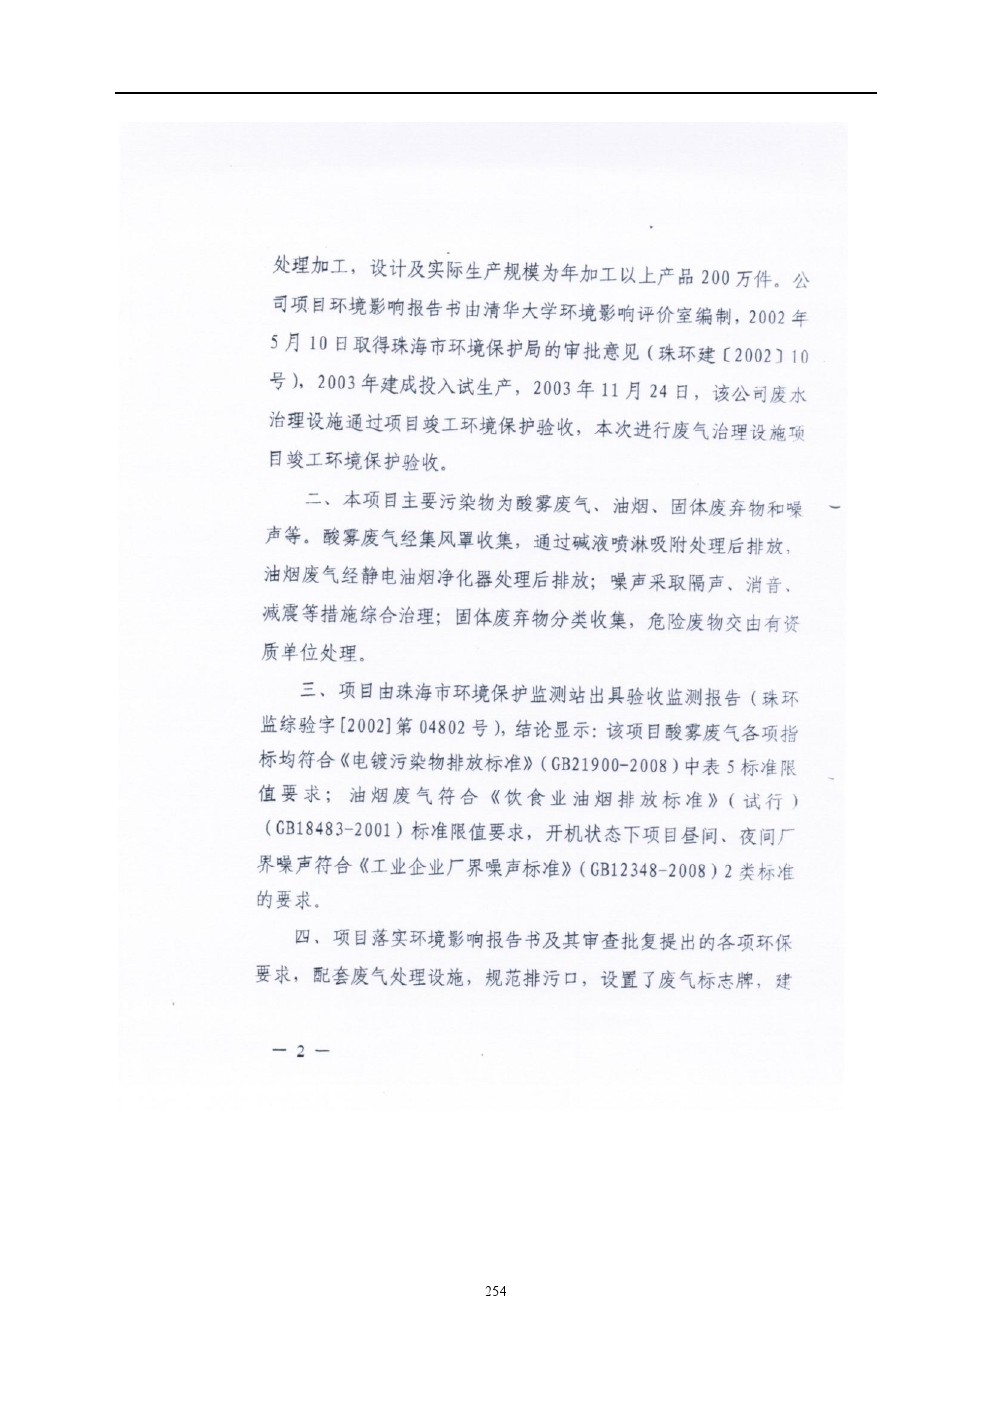 处理加工，设计及实际生产规模为年加工以上产品 200 万件。公
司项目环境影响报告书由清华大学环境影响评价室编制，2002 年
5 月 10 日取得珠海市环境保护局的审批意见（珠环建〔2002〕10
号），2003 年建成投入试生产，2003 年 11 月 24 日，该公司废水
治理设施通过项目竣工环境保护验收，本次进行废气治理设施项
目竣工环境保护验收。
二、本项目主要污染物为酸雾废气、油烟、固体废弃物和噪
声等。酸雾废气经集风罩收集，通过碱液喷淋吸附处理后排放，
油烟废气经静电油烟净化器处理后排放；噪声采取隔声、消音、
减震等措施综合治理；固体废弃物分类收集，危险废物交由有资
质单位处理。
三、项目由珠海市环境保护监测站出具验收监测报告（珠环
监综验字[2002]第 04802 号），结论显示：该项目酸雾废气各项指
标均符合《电镀污染物排放标准》（GB21900-2008）中表 5 标准限
值要求；油烟废气符合《饮食业油烟排放标准》（试行）
（GB18483-2001）标准限值要求，开机状态下项目昼间、夜间厂
界噪声符合《工业企业厂界噪声标准》（GB12348-2008）2 类标准
的要求。
四、项目落实环境影响报告书及其审查批复提出的各项环保
要求，配套废气处理设施，规范排污口，设置了废气标志牌，建
— 2 —
254